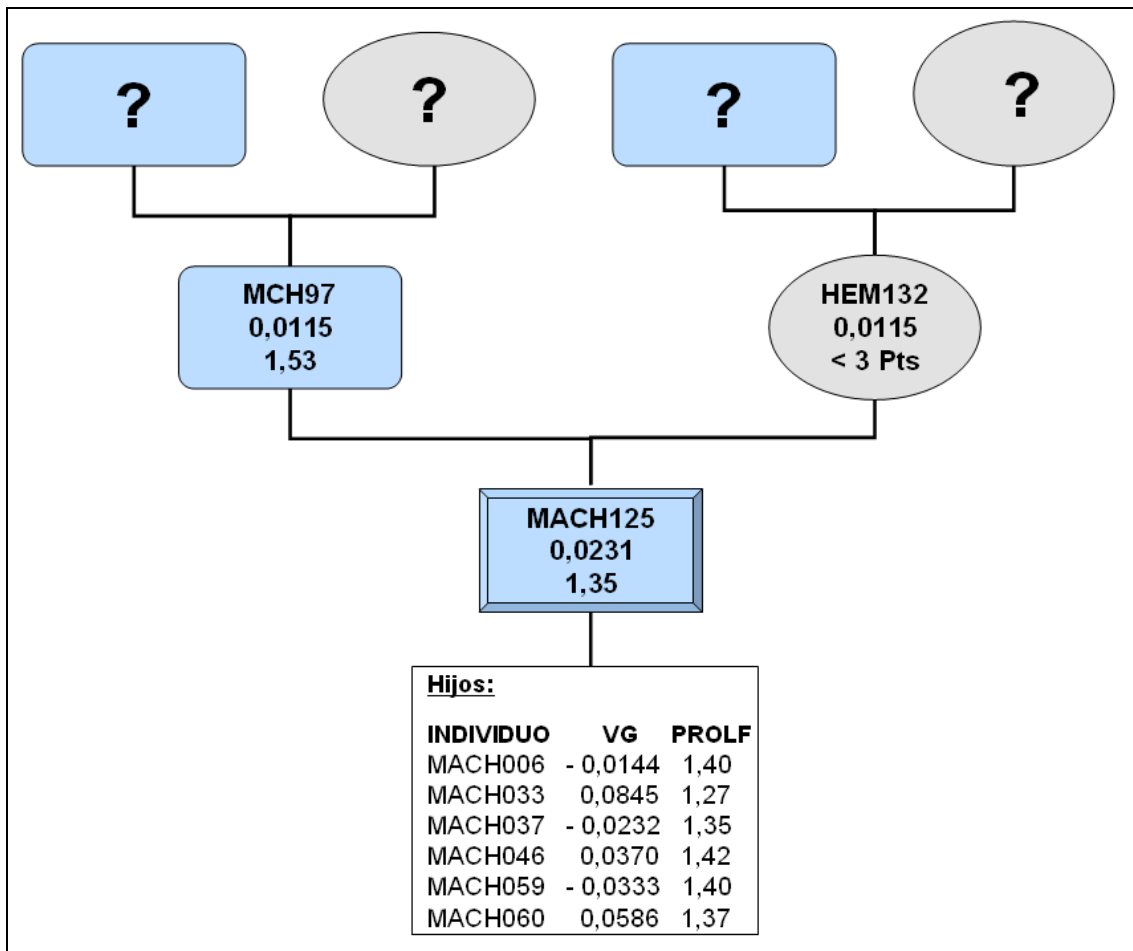 ?
?
?
?
MCH97
0,0115
1,53
HEM132
0,0115
< 3 Pts
MACH125
0,0231
1,35
Hijos:
INDIVIDUO VG PROLF
MACH006 - 0,0144 1,40
MACH033 0,0845 1,27
MACH037 - 0,0232 1,35
MACH046 0,0370 1,42
MACH059 - 0,0333 1,40
MACH060 0,0586 1,37